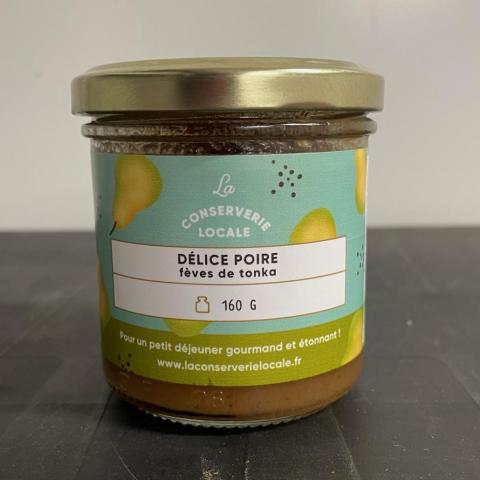 La
CONSERVERIE
LOCALE
DÉLICE POIRE
fèves de tonka
160 G
Pour un petit déjeuner gourmand et étonnant !
www.laconserverielocale.fr